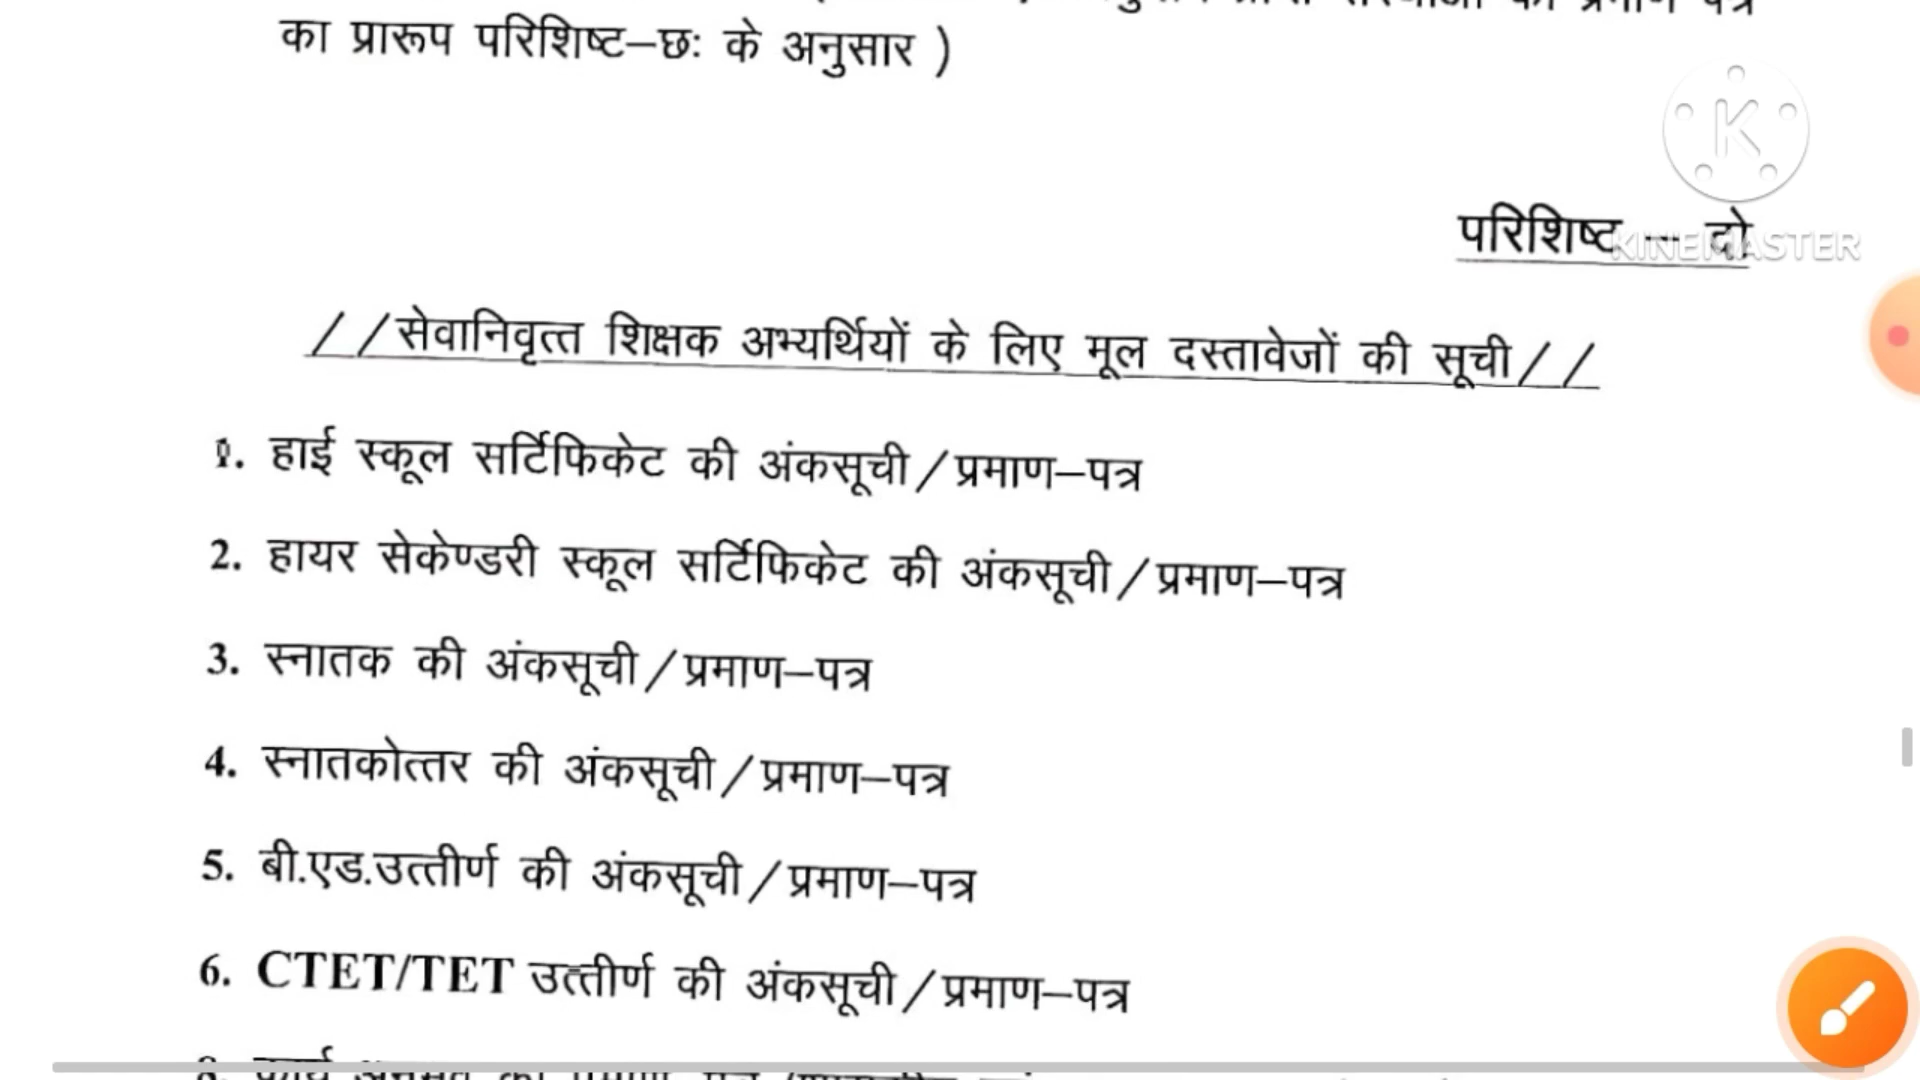 का प्रारूप परिशिष्ट–छः के अनुसार )
K
KINEMASTER
परिशिष्ट – दो
//सेवानिवृत्त शिक्षक अभ्यर्थियों के लिए मूल दस्तावेजों की सूची//
1. हाई स्कूल सर्टिफिकेट की अंकसूची/प्रमाण–पत्र
2. हायर सेकेण्डरी स्कूल सर्टिफिकेट की अंकसूची/प्रमाण–पत्र
3. स्नातक की अंकसूची/प्रमाण–पत्र
4. स्नातकोत्तर की अंकसूची/प्रमाण–पत्र
5. बी.एड.उत्तीर्ण की अंकसूची/प्रमाण–पत्र
6. CTET/TET उत्तीर्ण की अंकसूची/प्रमाण–पत्र